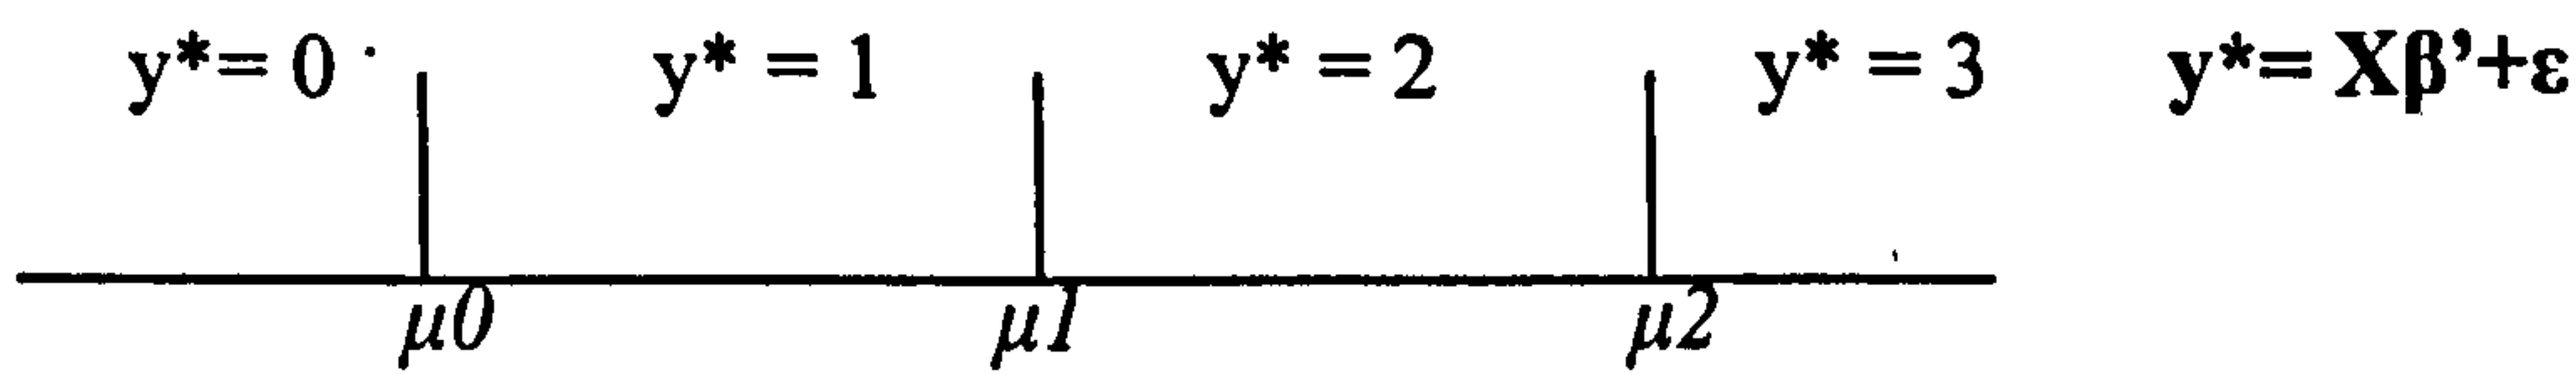 y*= 0 y* = 1 y* = 2 y* = 3 y*= Xβ’+ε
μ0 μ1 μ2